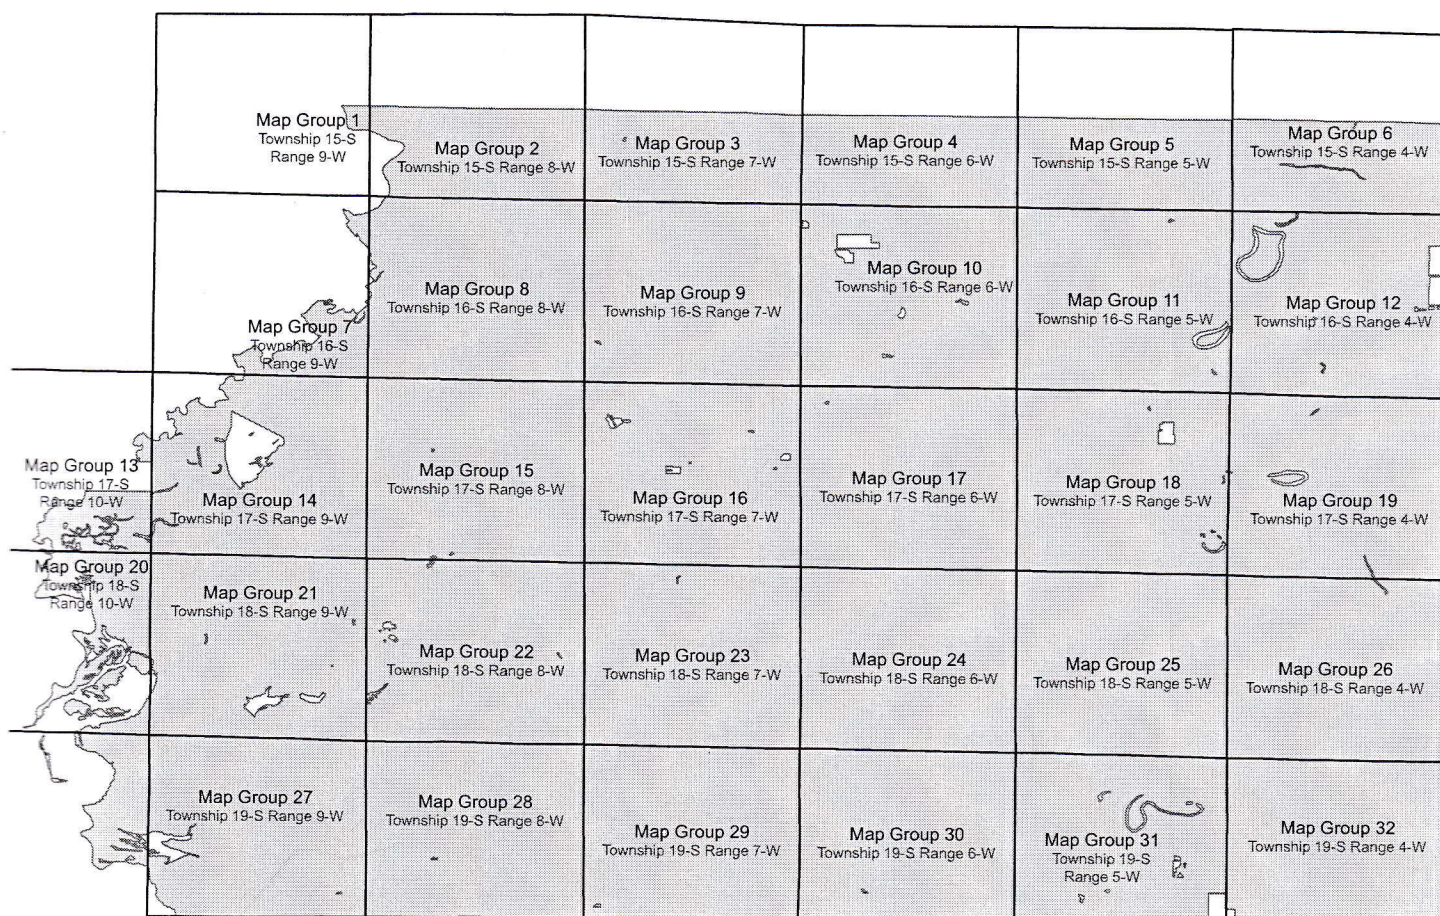 Map Group 1
Township 15-S
Range 9-W
Map Group 2
Township 15-S Range 8-W
Map Group 3
Township 15-S Range 7-W
Map Group 4
Township 15-S Range 6-W
Map Group 5
Township 15-S Range 5-W
Map Group 6
Township 15-S Range 4-W
Map Group 7
Township 16-S
Range 9-W
Map Group 8
Township 16-S Range 8-W
Map Group 9
Township 16-S Range 7-W
Map Group 10
Township 16-S Range 6-W
Map Group 11
Township 16-S Range 5-W
Map Group 12
Township 16-S Range 4-W
Map Group 13
Township 17-S
Range 10-W
Map Group 14
Township 17-S Range 9-W
Map Group 15
Township 17-S Range 8-W
Map Group 16
Township 17-S Range 7-W
Map Group 17
Township 17-S Range 6-W
Map Group 18
Township 17-S Range 5-W
Map Group 19
Township 17-S Range 4-W
Map Group 20
Township 18-S
Range 10-W
Map Group 21
Township 18-S Range 9-W
Map Group 22
Township 18-S Range 8-W
Map Group 23
Township 18-S Range 7-W
Map Group 24
Township 18-S Range 6-W
Map Group 25
Township 18-S Range 5-W
Map Group 26
Township 18-S Range 4-W
Map Group 27
Township 19-S Range 9-W
Map Group 28
Township 19-S Range 8-W
Map Group 29
Township 19-S Range 7-W
Map Group 30
Township 19-S Range 6-W
Map Group 31
Township 19-S
Range 5-W
Map Group 32
Township 19-S Range 4-W